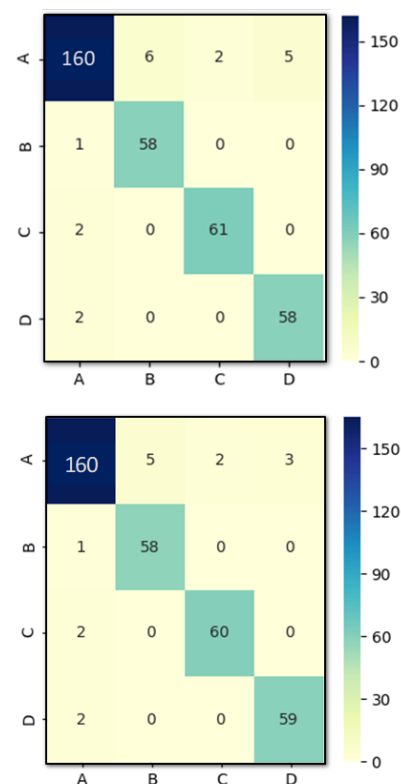 A 160 6 2 5
B 1 58 0 0
C 2 0 61 0
D 2 0 0 58
A B C D
150
120
90
60
30
0
A 160 5 2 3
B 1 58 0 0
C 2 0 60 0
D 2 0 0 59
A B C D
150
120
90
60
30
0